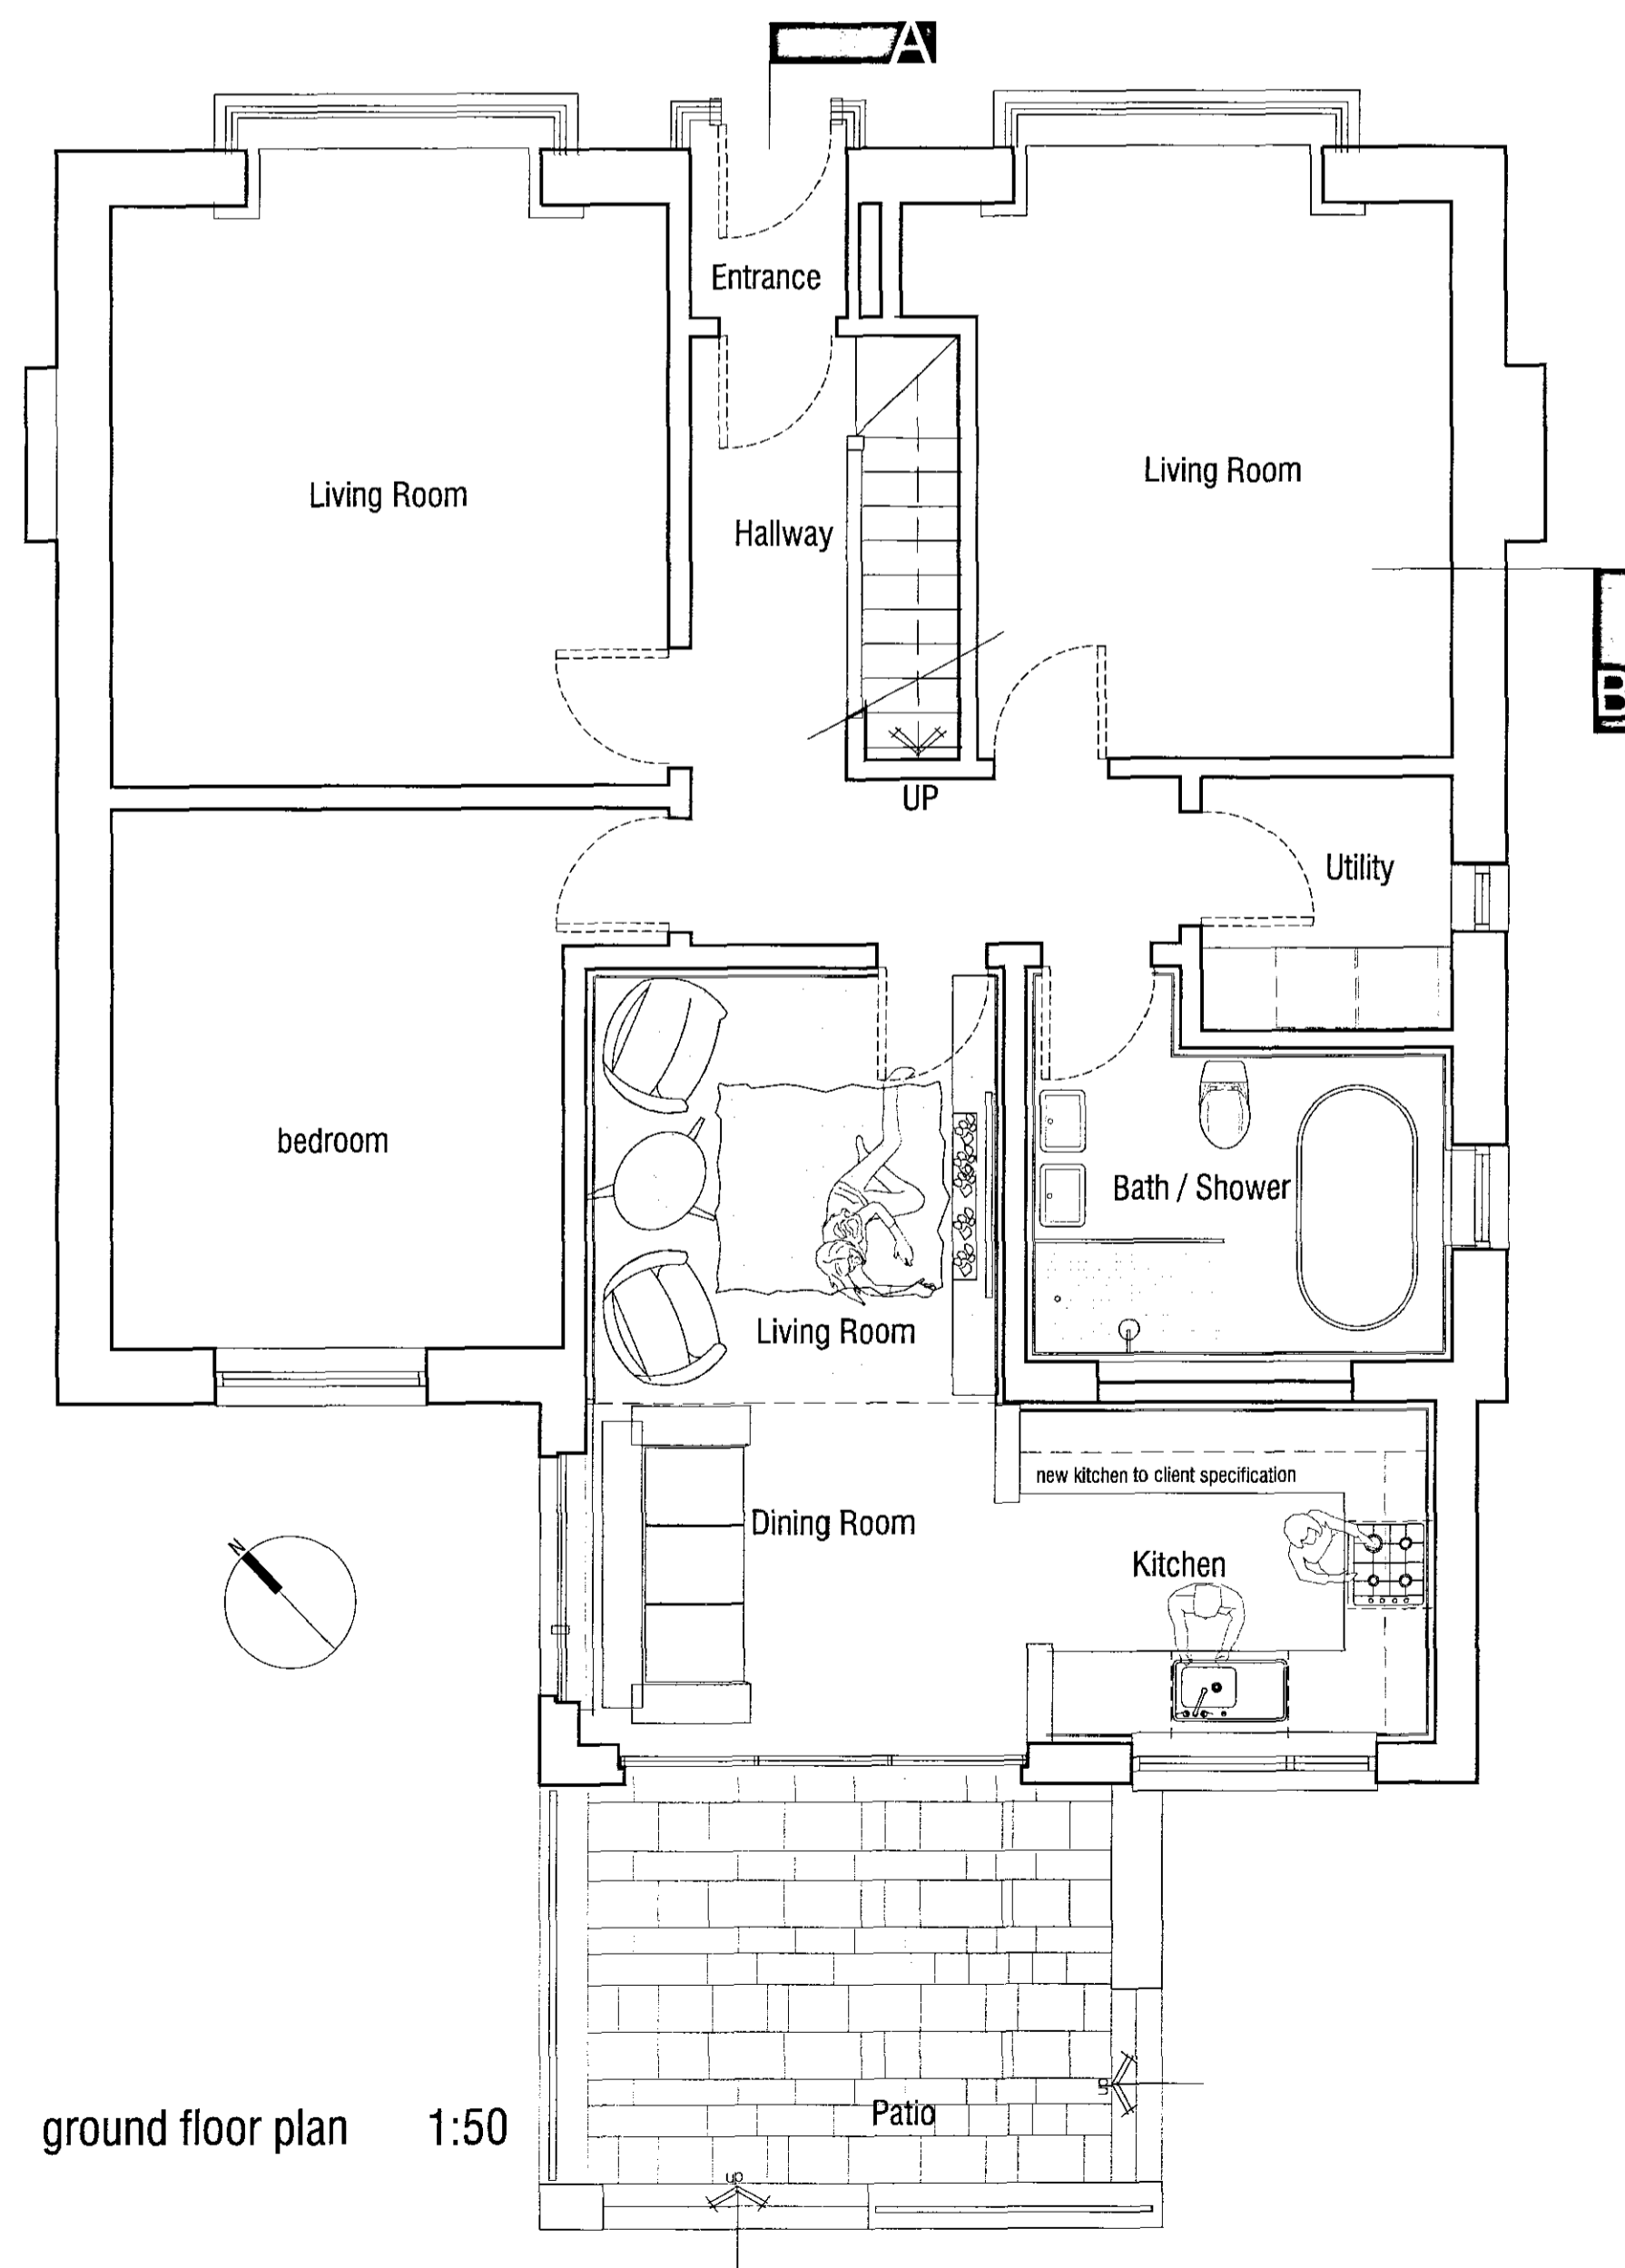 A
Entrance
Living Room
Living Room
Hallway
B
UP
Utility
bedroom
Bath / Shower
Living Room
new kitchen to client specification
Dining Room
N
Kitchen
up
Patio
ground floor plan 1:50
up